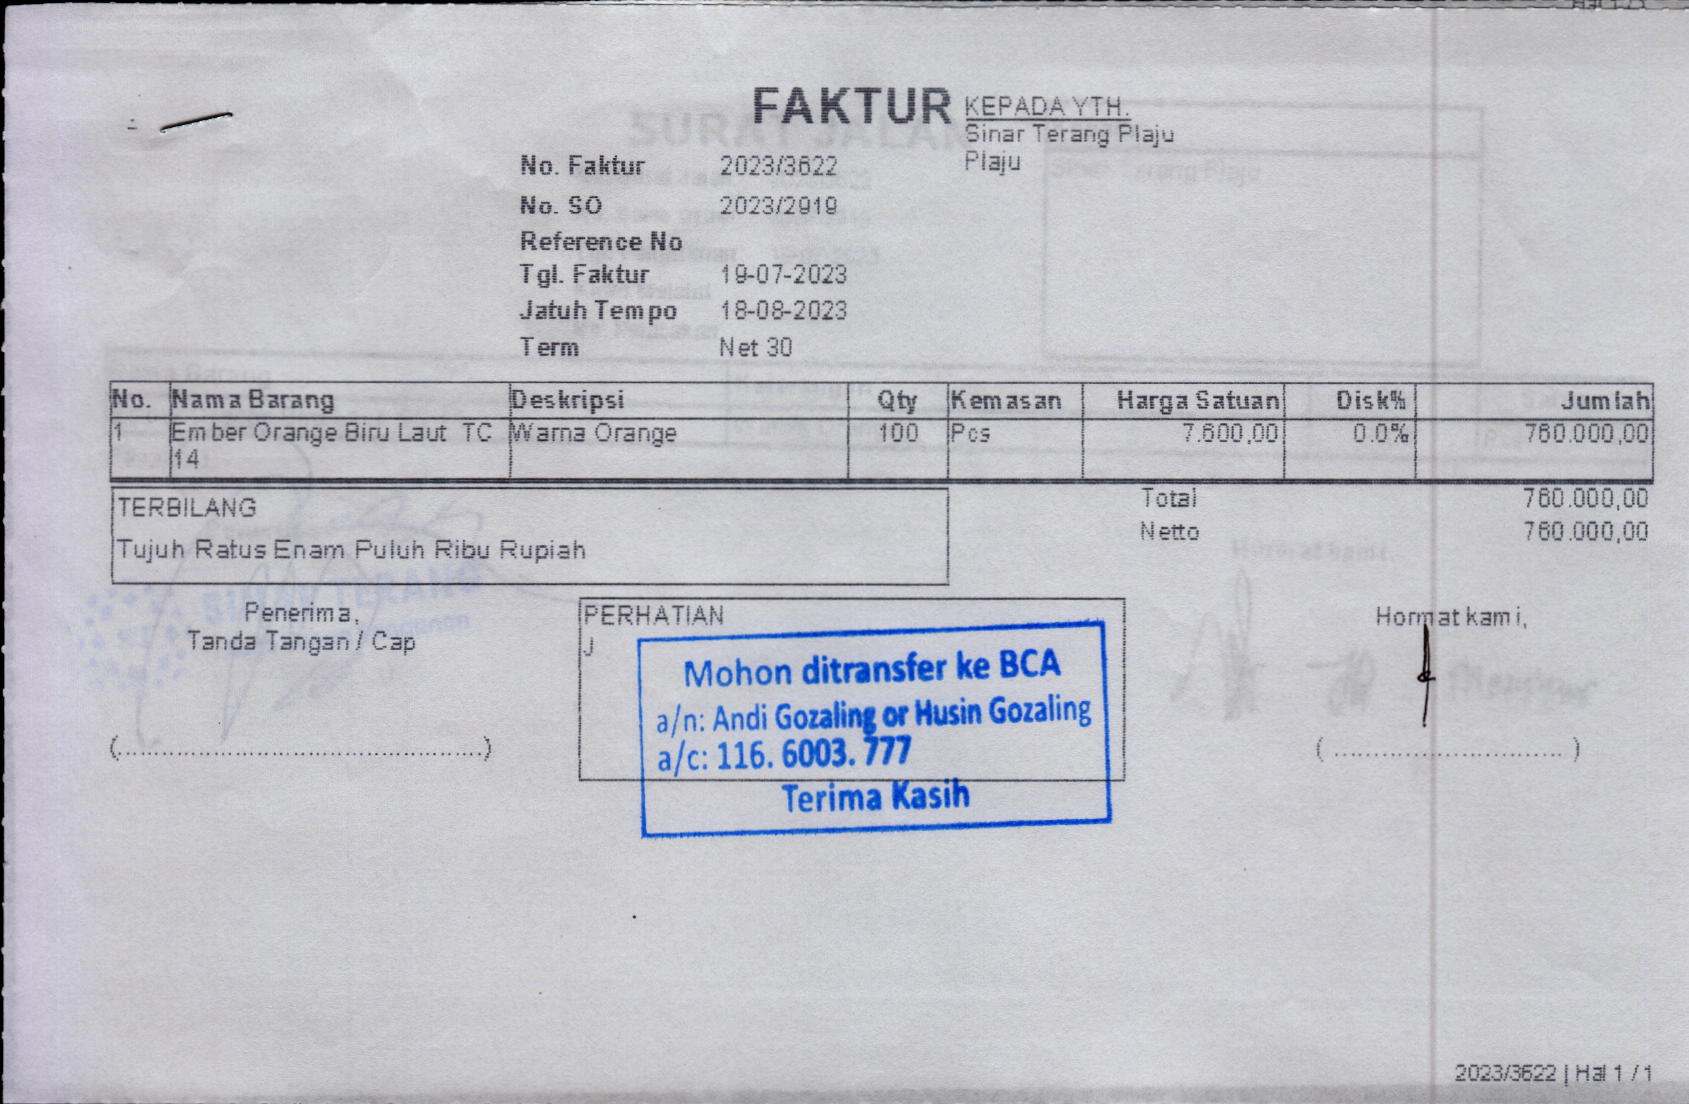 FAKTUR
KEPADA YTH.
Sinar Terang Plaju
Plaju
No. Faktur 2023/3622
No. SO 2023/2919
Reference No
Tgl. Faktur 19-07-2023
Jatuh Tempo 18-08-2023
Term Net 30
No. Nama Barang Deskripsi Qty Kemasan Harga Satuan Disk% Jumlah
1 Ember Orange Biru Laut TC Warna Orange 100 Pcs 7.600,00 0.0% 760.000,00
14
TERBILANG
Tujuh Ratus Enam Puluh Ribu Rupiah
Total 760.000,00
Netto 760.000,00
Penerima,
Tanda Tangan / Cap
PERHATIAN
J
Mohon ditransfer ke BCA
a/n: Andi Gozaling or Husin Gozaling
a/c: 116. 6003. 777
Terima Kasih
Hormat kami,
(..................................................)
( ............................... )
2023/3622 | Hal 1 / 1